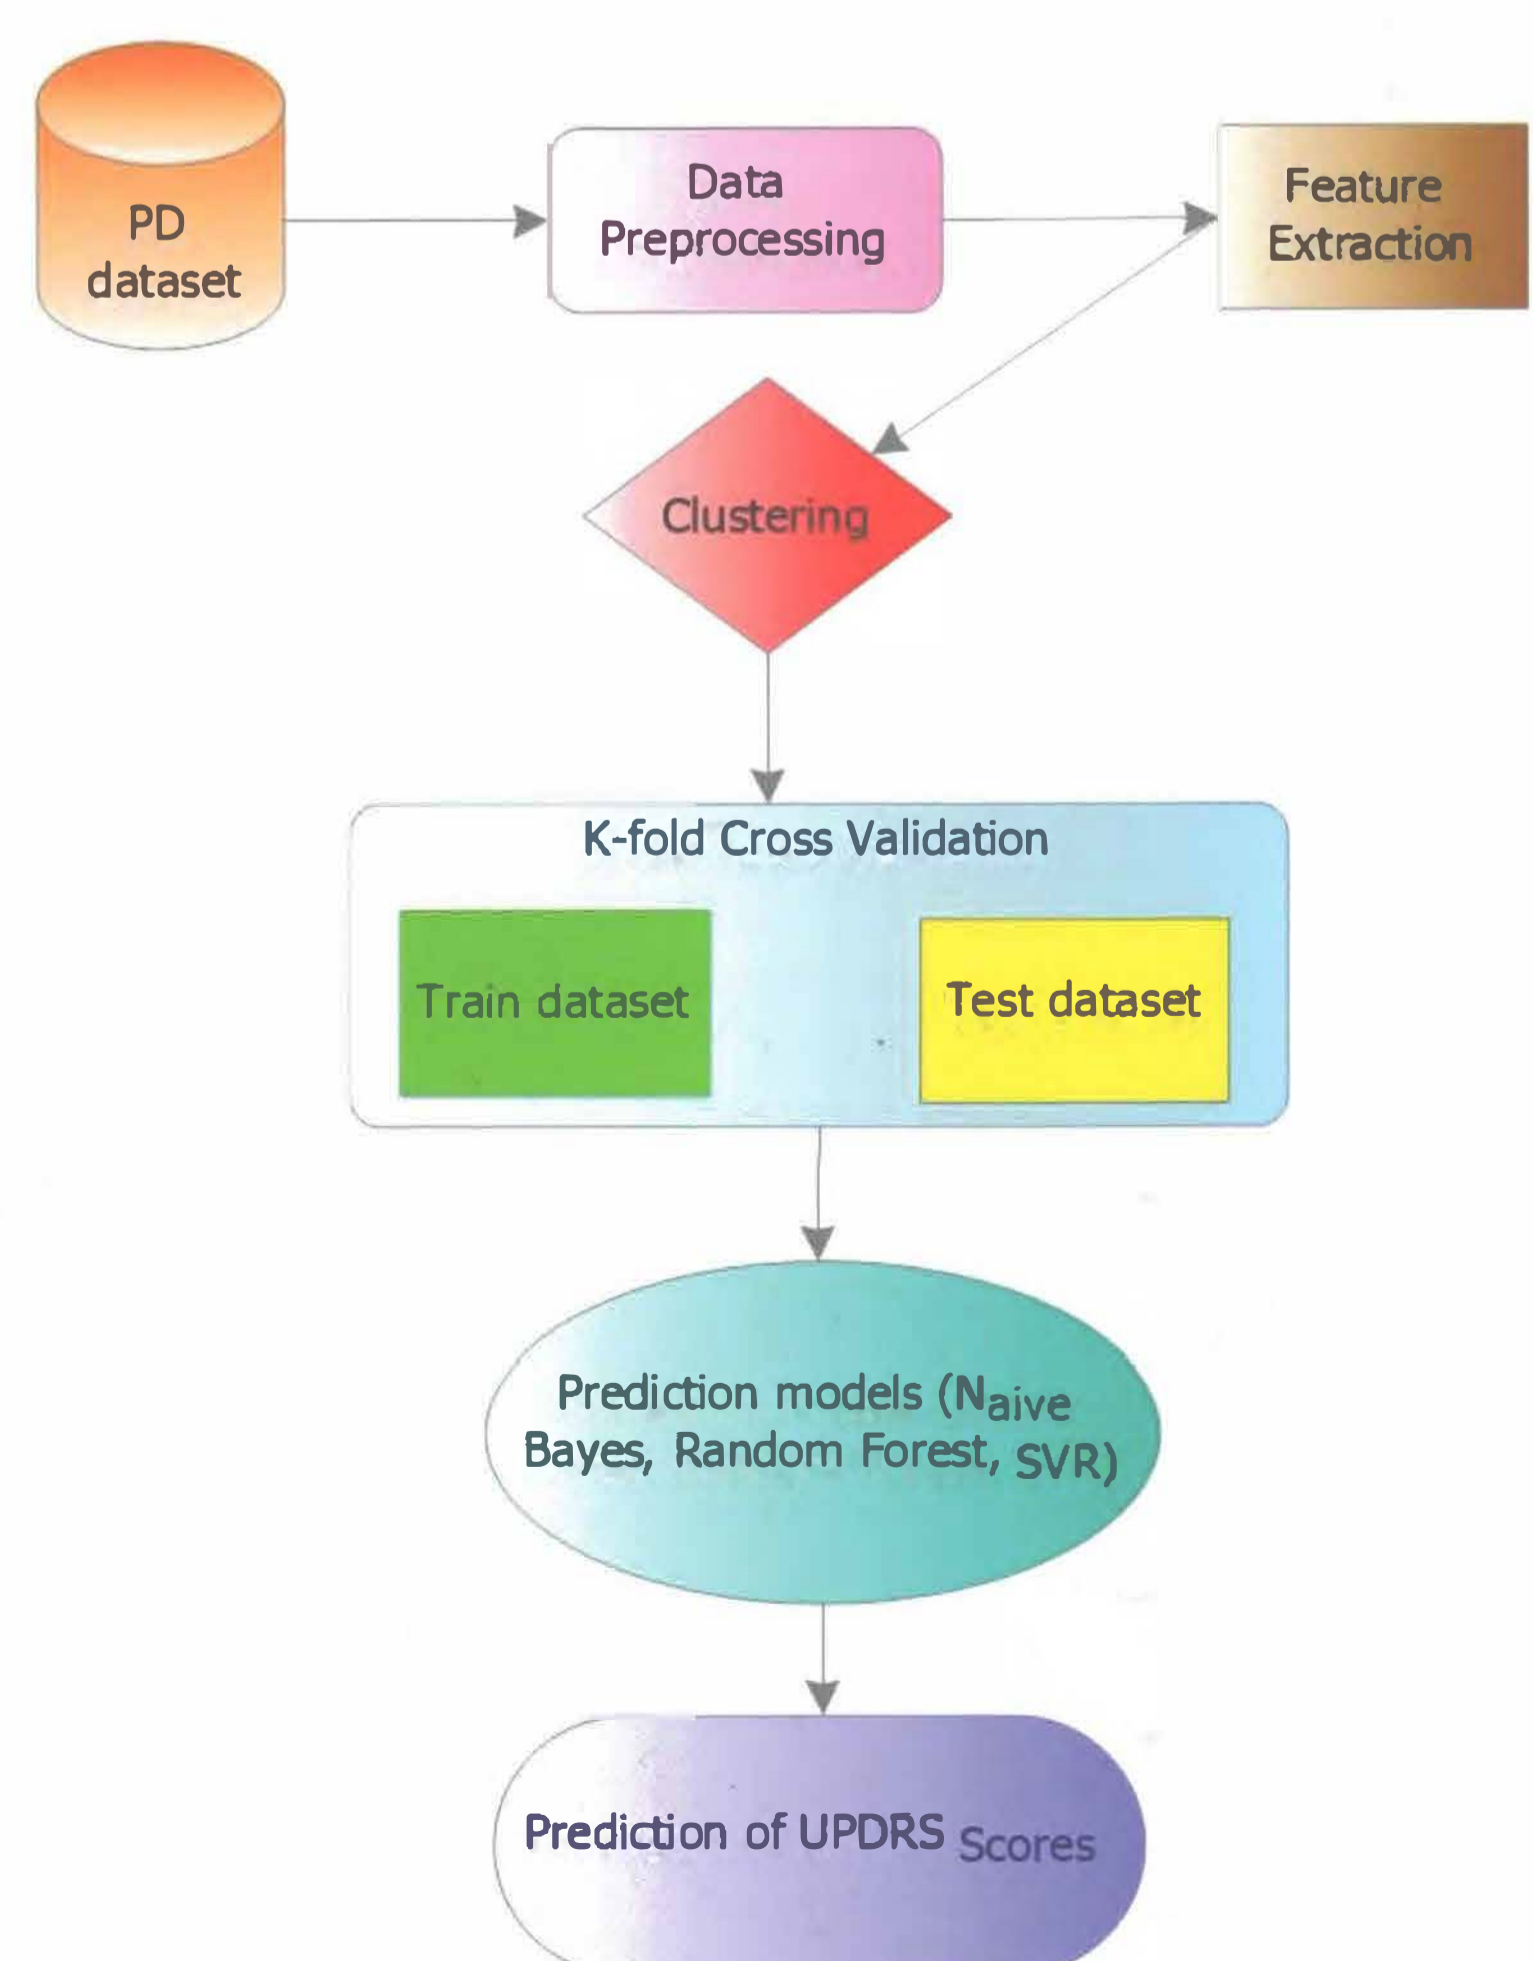 PD
dataset
Data
Preprocessing
Feature
Extraction
Clustering
K-fold Cross Validation
Train dataset
Test dataset
Prediction models (Naive
Bayes, Random Forest, SVR)
Prediction of UPDRS Scores